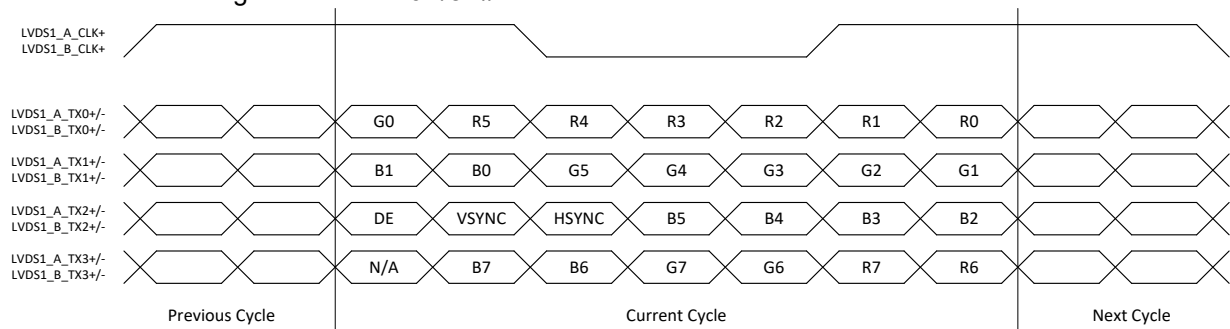 LVDS1_A_CLK+
LVDS1_B_CLK+
LVDS1_A_TX0+/-
LVDS1_B_TX0+/-
G0 R5 R4 R3 R2 R1 R0
LVDS1_A_TX1+/-
LVDS1_B_TX1+/-
B1 B0 G5 G4 G3 G2 G1
LVDS1_A_TX2+/-
LVDS1_B_TX2+/-
DE VSYNC HSYNC B5 B4 B3 B2
LVDS1_A_TX3+/-
LVDS1_B_TX3+/-
N/A B7 B6 G7 G6 R7 R6
Previous Cycle Current Cycle Next Cycle